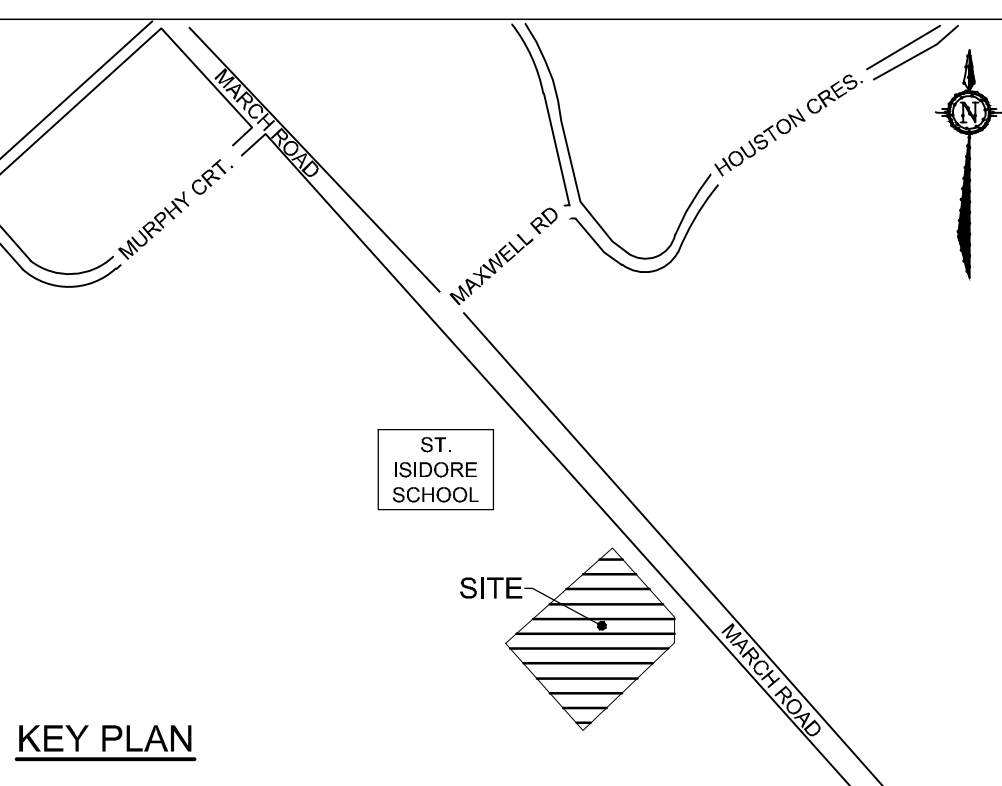 MARCH ROAD
MURPHY CRT.
MAXWELL RD
HOUSTON CRES.
N
ST.
ISIDORE
SCHOOL
SITE
MARCH ROAD
KEY PLAN